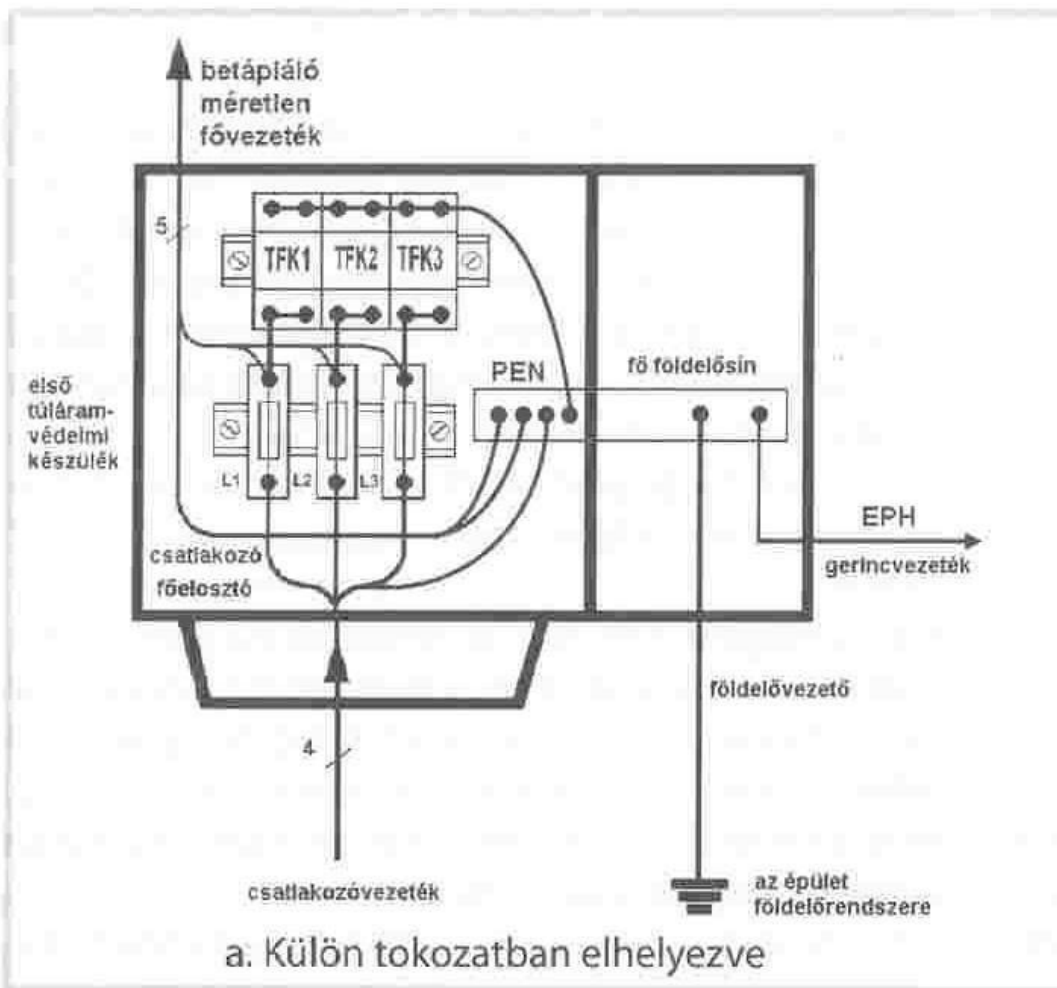 betápláló
méretlen
fővezeték
5
TFK1 TFK2 TFK3
PEN
fő földelősín
első
túláram-
védelmi
készülék
L1 L2 L3
EPH
gerincvezeték
csatlakozó
főelosztó
földelővezető
4
csatlakozóvezeték
az épület
földelőrendszere
a. Külön tokozatban elhelyezve